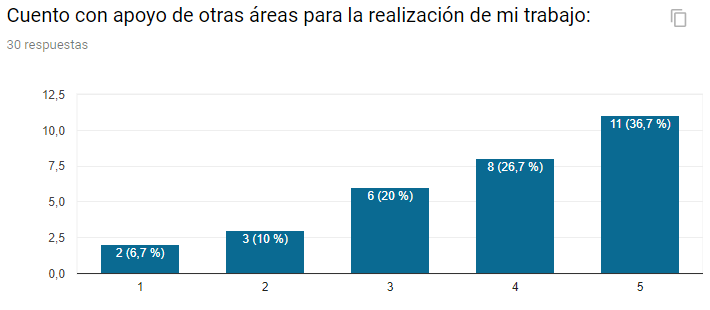 Cuento con apoyo de otras áreas para la realización de mi trabajo:
30 respuestas
12,5
10,0
7,5
5,0
2,5
0,0
2 (6,7 %)
3 (10 %)
6 (20 %)
8 (26,7 %)
11 (36,7 %)
1 2 3 4 5